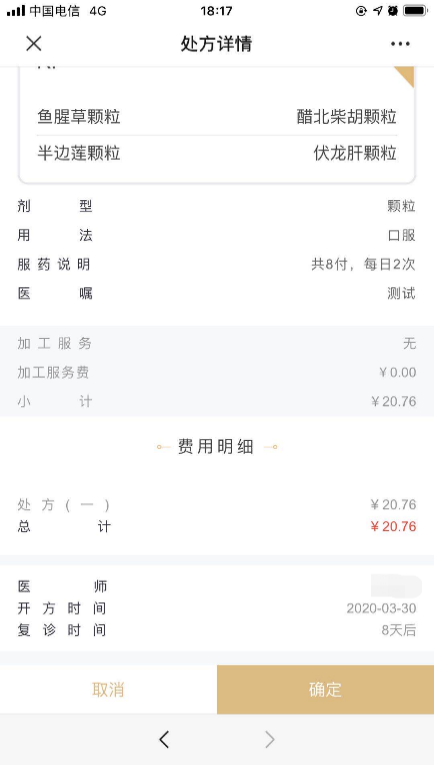 中国电信 4G 18:17
处方详情
鱼腥草颗粒 醋北柴胡颗粒
半边莲颗粒 伏龙肝颗粒
剂型 颗粒
用法 口服
服药说明 共8付，每日2次
医嘱 测试
加工服务 无
加工服务费 ￥0.00
小计 ￥20.76
费用明细
处方(一) ￥20.76
总计 ￥20.76
医师
开方时间 2020-03-30
复诊时间 8天后
取消 确定